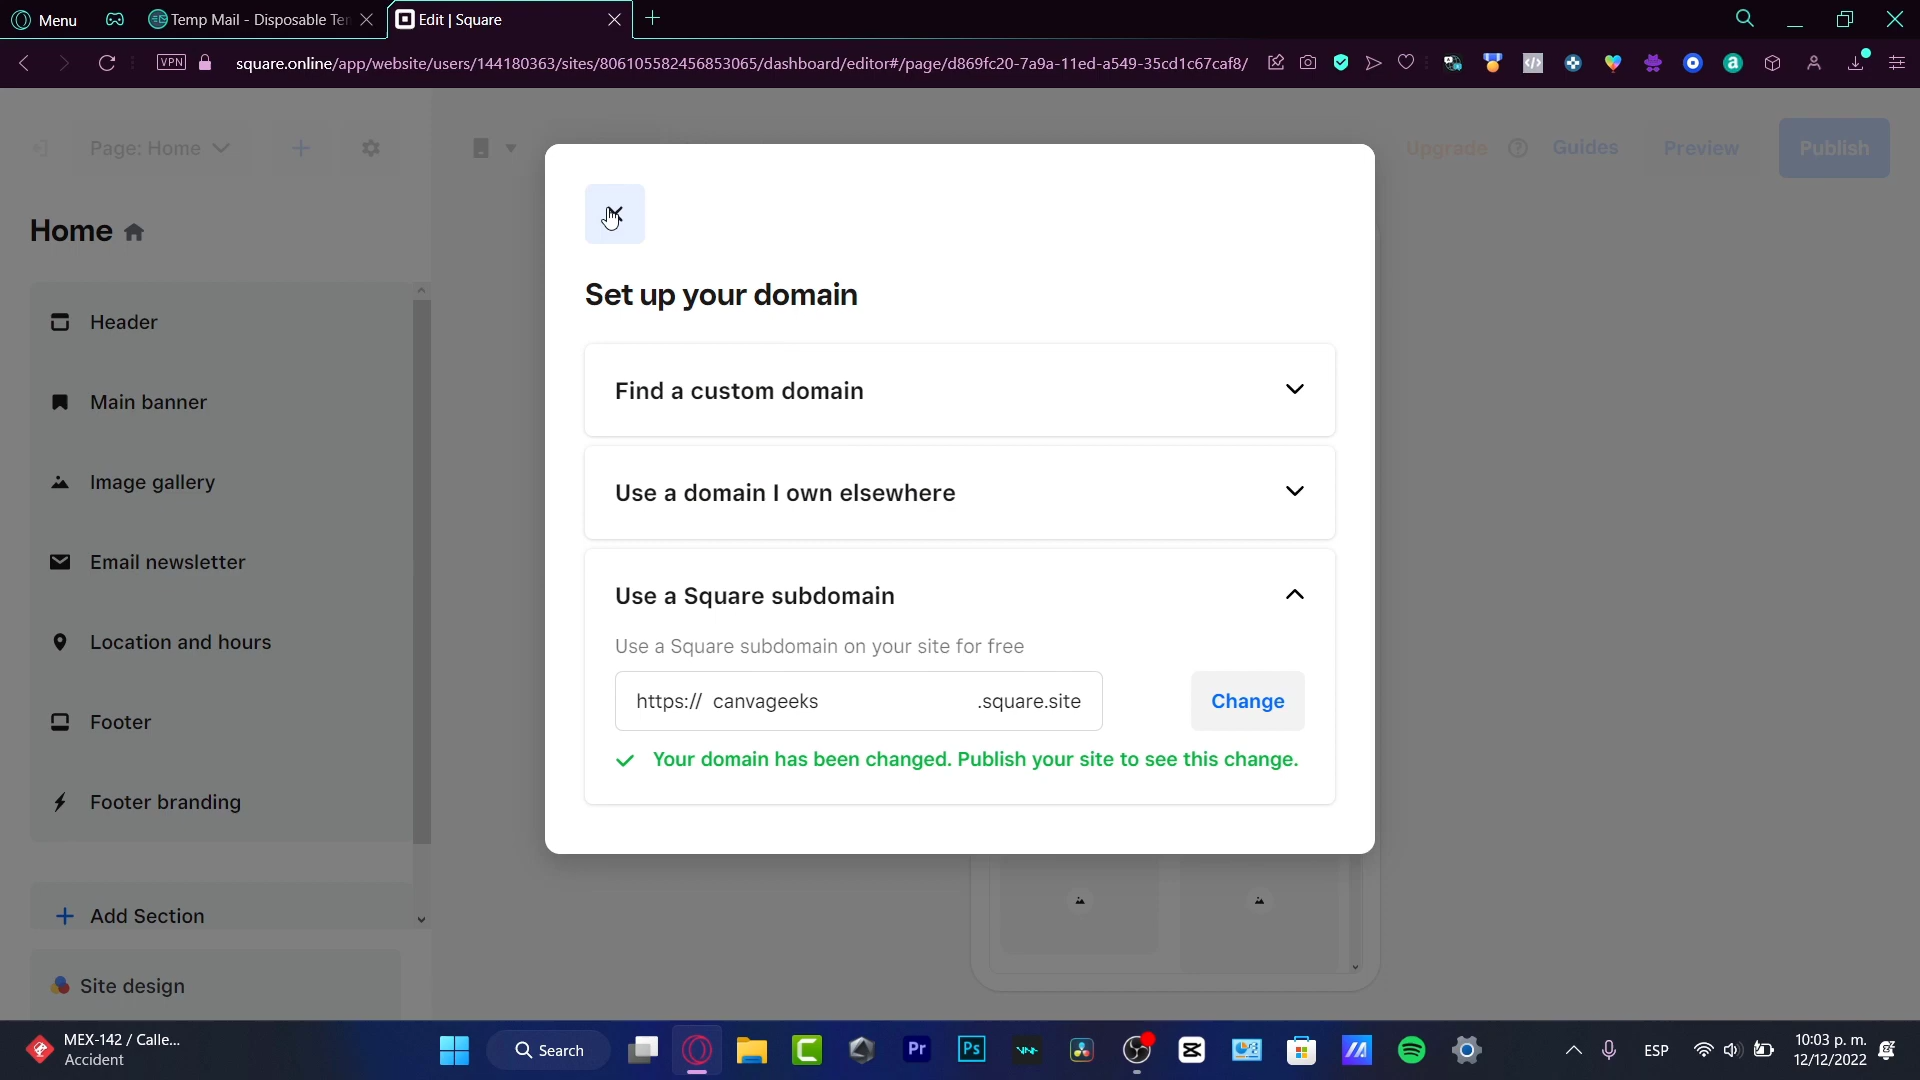 Menu
Temp Mail - Disposable Ter
Edit | Square
VPN
square.online/app/website/users/144180363/sites/806105582456853065/dashboard/editor#/page/d869fc20-7a9a-11ed-a549-35cd1c67caf8/
Page: Home
Upgrade
Guides
Preview
Publish
Home
Header
Main banner
Image gallery
Email newsletter
Location and hours
Footer
Footer branding
Add Section
Site design
Set up your domain
Find a custom domain
Use a domain I own elsewhere
Use a Square subdomain
Use a Square subdomain on your site for free
https:// canvageeks .square.site
Change
Your domain has been changed. Publish your site to see this change.
MEX-142 / Calle...
Accident
Search
Pr
Ps
ESP
10:03 p. m.
12/12/2022